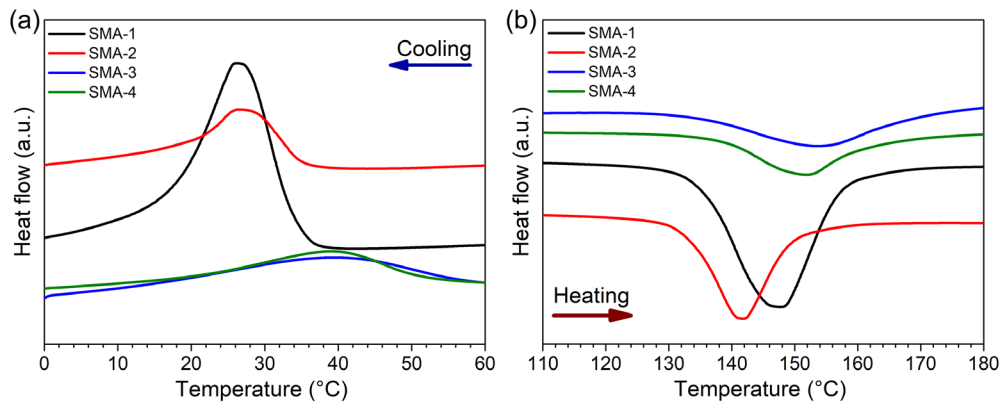 (a)
SMA-1
SMA-2
SMA-3
SMA-4
Cooling
Heat flow (a.u.)
0 10 20 30 40 50 60
Temperature (°C)
(b)
SMA-1
SMA-2
SMA-3
SMA-4
Heating
Heat flow (a.u.)
110 120 130 140 150 160 170 180
Temperature (°C)